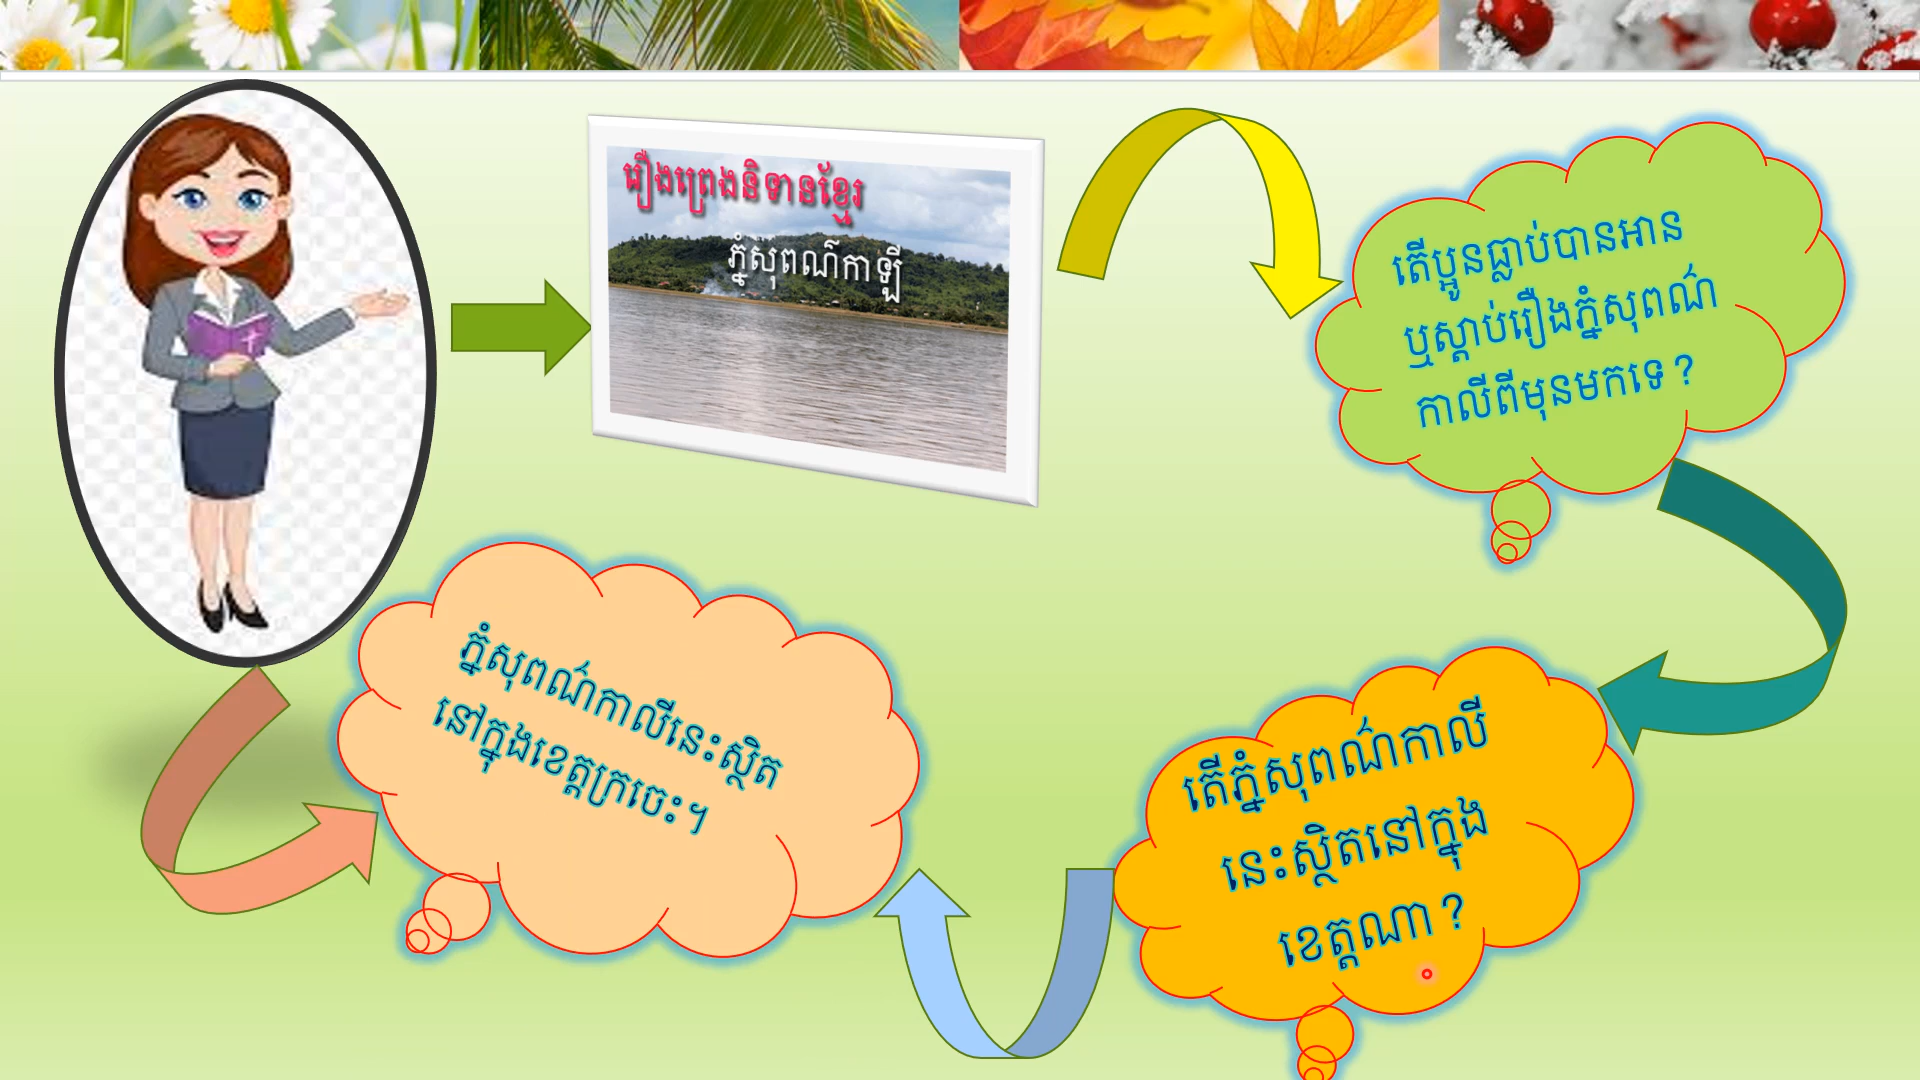 រឿងព្រេងនិទានខ្មែរ
ភ្នំសុពណ៌កាឡី
តើប្អូនធ្លាប់បានអាន
ឬស្ដាប់រឿងភ្នំសុពណ៌
កាលីពីមុនមកទេ?
តើភ្នំសុពណ៌កាលី
នេះស្ថិតនៅក្នុង
ខេត្តណា?
ភ្នំសុពណ៌កាលីនេះស្ថិត
នៅក្នុងខេត្តក្រចេះ។